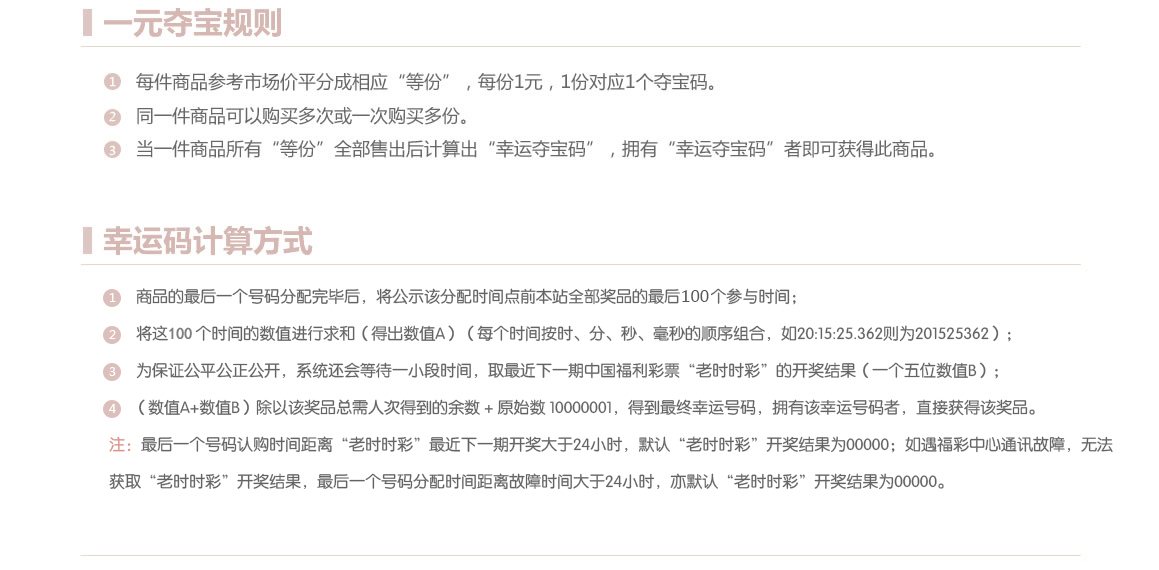 一元夺宝规则
1 每件商品参考市场价平分成相应“等份”，每份1元，1份对应1个夺宝码。
2 同一件商品可以购买多次或一次购买多份。
3 当一件商品所有“等份”全部售出后计算出“幸运夺宝码”，拥有“幸运夺宝码”者即可获得此商品。
幸运码计算方式
1 商品的最后一个号码分配完毕后，将公示该分配时间点前本站全部奖品的最后100个参与时间；
2 将这100 个时间的数值进行求和（得出数值A）（每个时间按时、分、秒、毫秒的顺序组合，如20:15:25.362则为201525362）；
3 为保证公平公正公开，系统还会等待一小段时间，取最近下一期中国福利彩票“老时时彩”的开奖结果（一个五位数值B）；
4 （数值A+数值B）除以该奖品总需人次得到的余数 + 原始数 10000001，得到最终幸运号码，拥有该幸运号码者，直接获得该奖品。
注：最后一个号码认购时间距离“老时时彩”最近下一期开奖大于24小时，默认“老时时彩”开奖结果为00000；如遇福彩中心通讯故障，无法
获取“老时时彩”开奖结果，最后一个号码分配时间距离故障时间大于24小时，亦默认“老时时彩”开奖结果为00000。